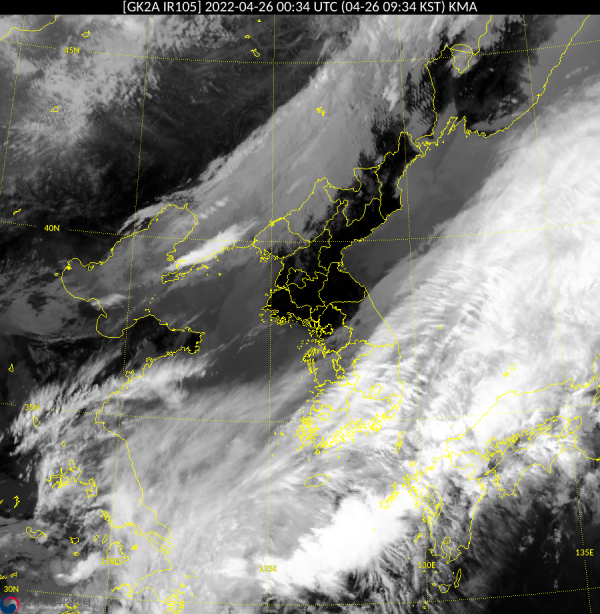 [GK2A IR105] 2022-04-26 00:34 UTC (04-26 09:34 KST) KMA
45N
40N
35N
125E
130E
135E
30N